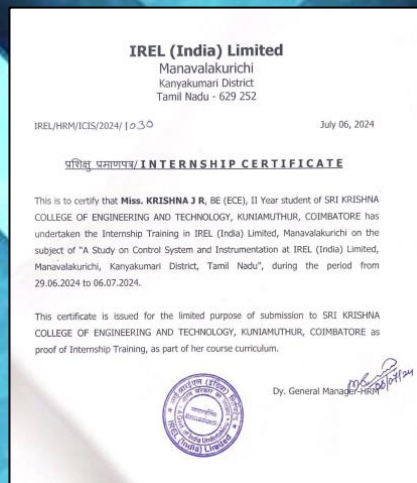 IREL (India) Limited
Manavalakurichi
Kanyakumari District
Tamil Nadu - 629 252
IREL/HRM/ICIS/2024/ 1030
July 06, 2024
प्रशिक्षु प्रमाणपत्र/ INTERNSHIP CERTIFICATE
This is to certify that Miss. KRISHNA J R, BE (ECE), II Year student of SRI KRISHNA
COLLEGE OF ENGINEERING AND TECHNOLOGY, KUNIAMUTHUR, COIMBATORE has
undertaken the Internship Training in IREL (India) Limited, Manavalakurichi on the
subject of "A Study on Control System and Instrumentation at IREL (India) Limited,
Manavalakurichi, Kanyakumari District, Tamil Nadu", during the period from
29.06.2024 to 06.07.2024.
This certificate is issued for the limited purpose of submission to SRI KRISHNA
COLLEGE OF ENGINEERING AND TECHNOLOGY, KUNIAMUTHUR, COIMBATORE as
proof of Internship Training, as part of her course curriculum.
06/07/24
Dy. General Manager-HRM
IREL (India) Limited